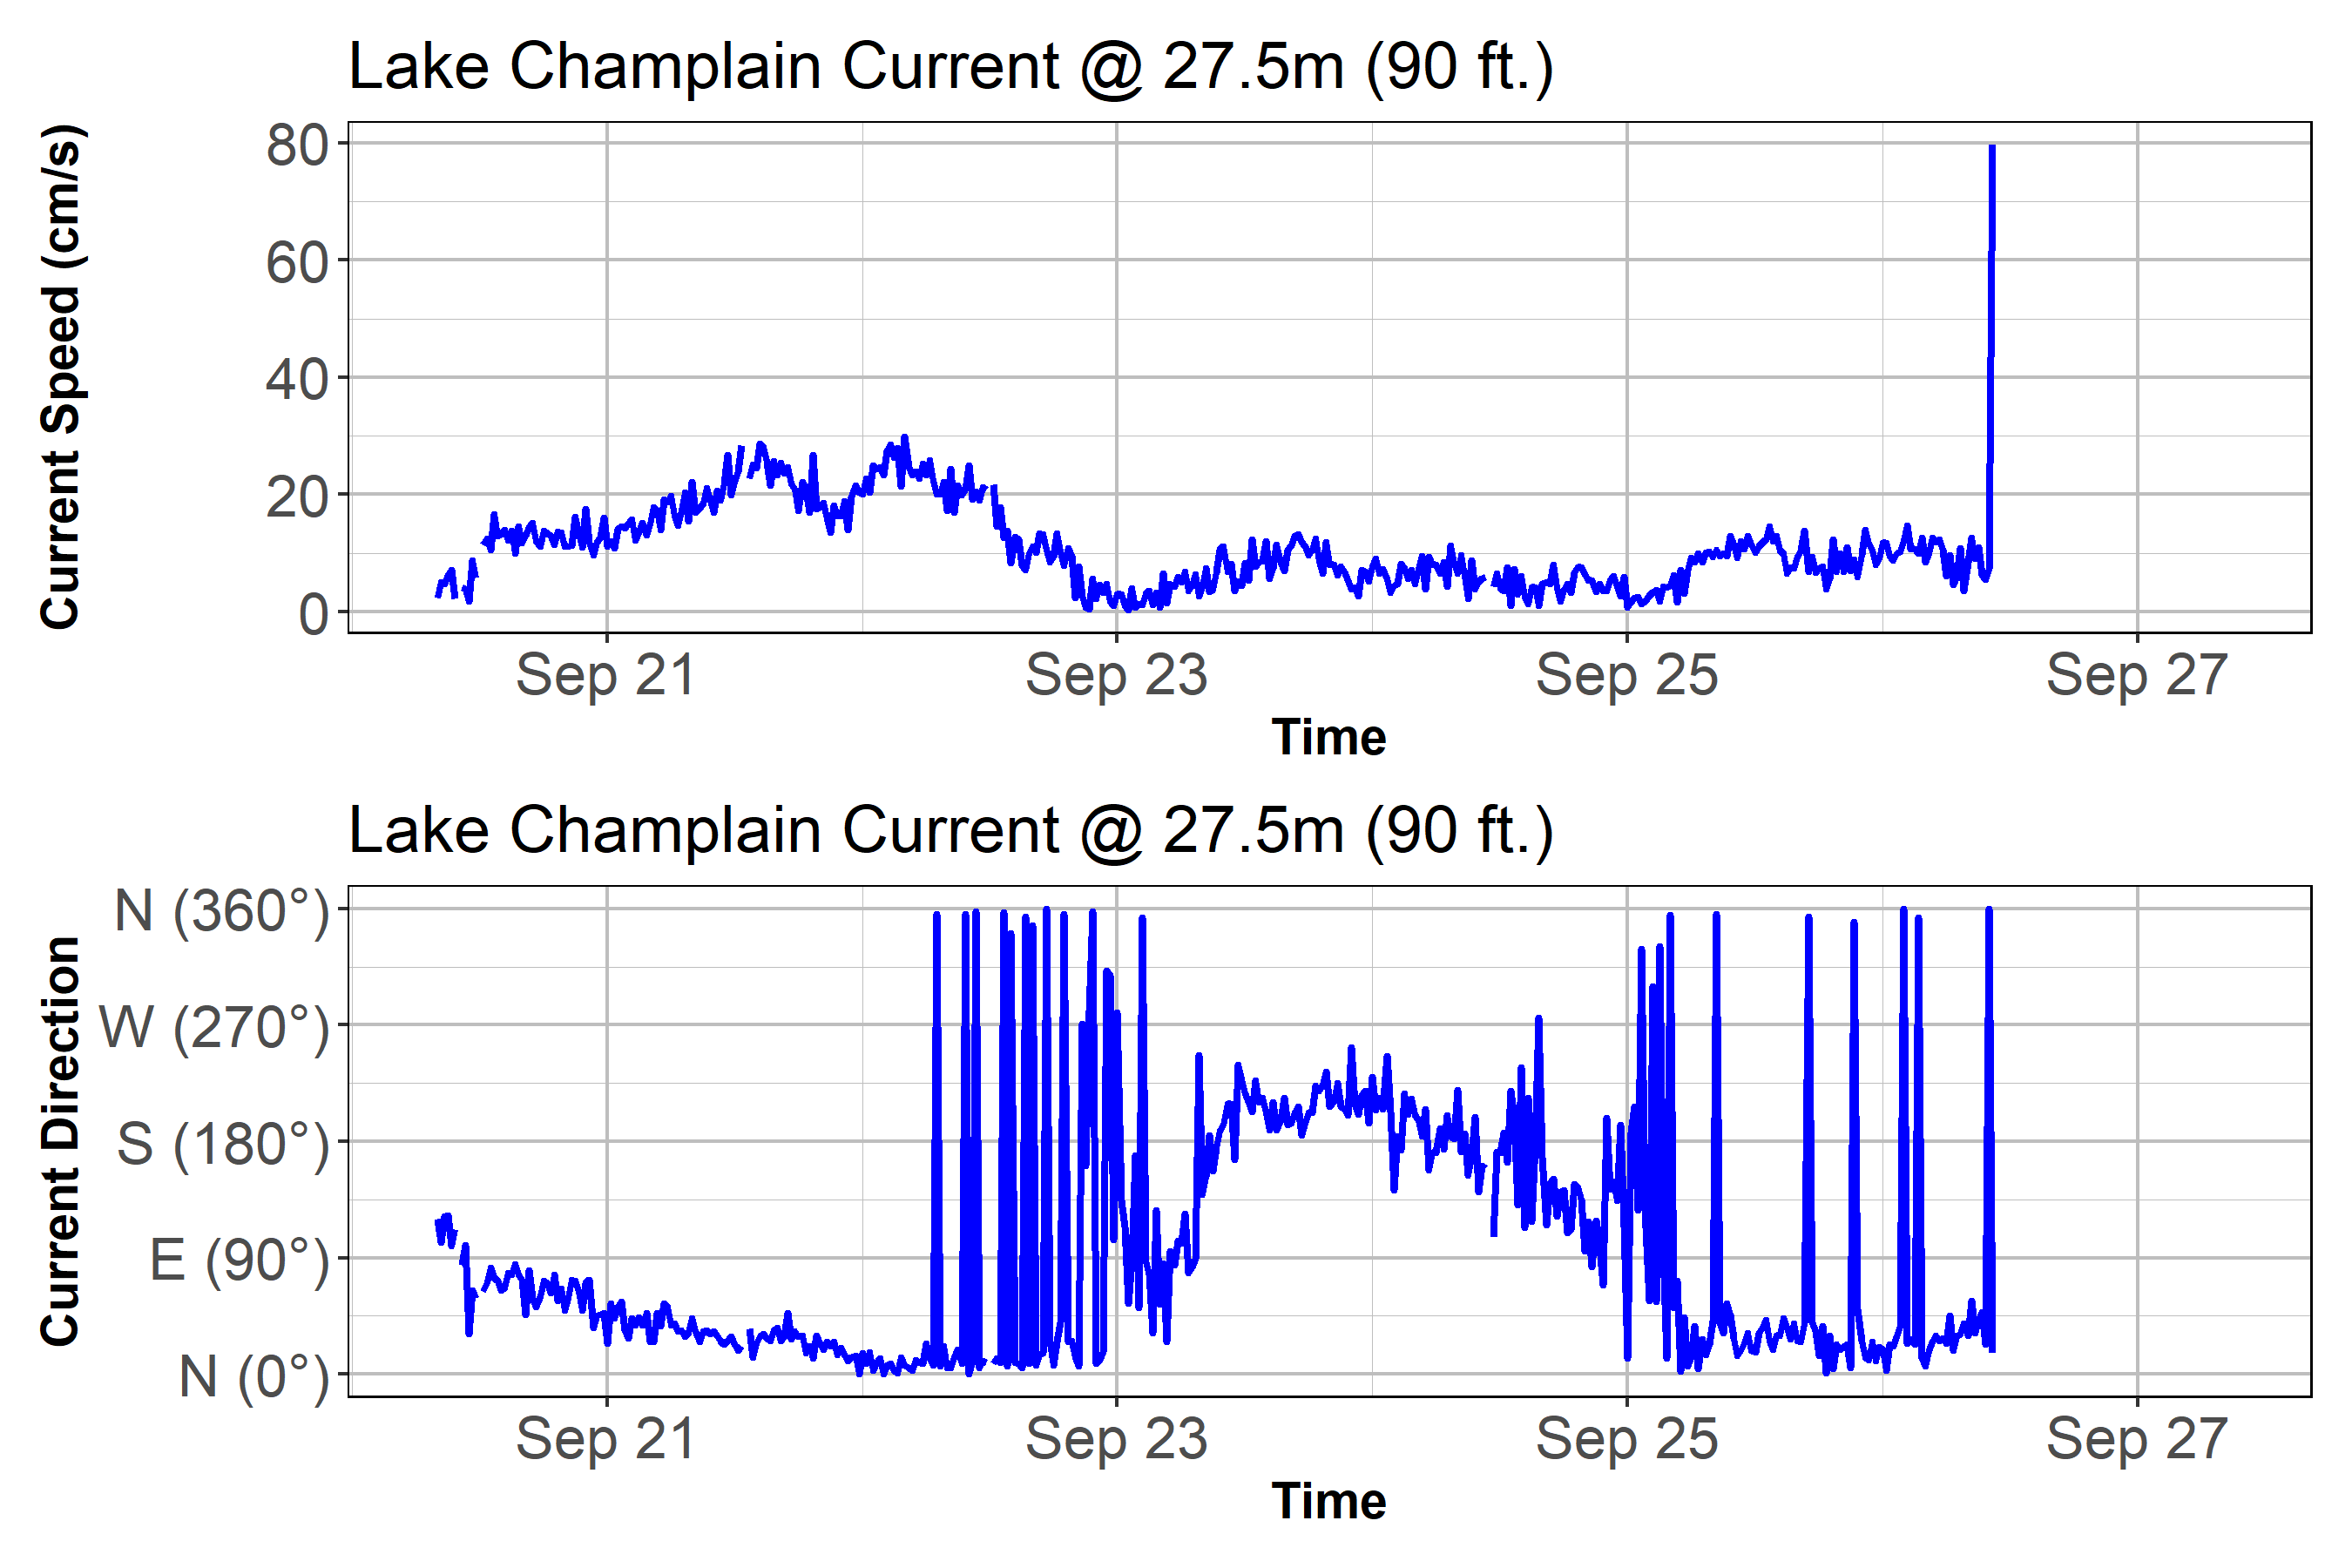 Lake Champlain Current @ 27.5m (90 ft.)
Current Speed (cm/s)
80
60
40
20
0
Sep 21 Sep 23 Sep 25 Sep 27
Time
Lake Champlain Current @ 27.5m (90 ft.)
Current Direction
N (360°)
W (270°)
S (180°)
E (90°)
N (0°)
Sep 21 Sep 23 Sep 25 Sep 27
Time